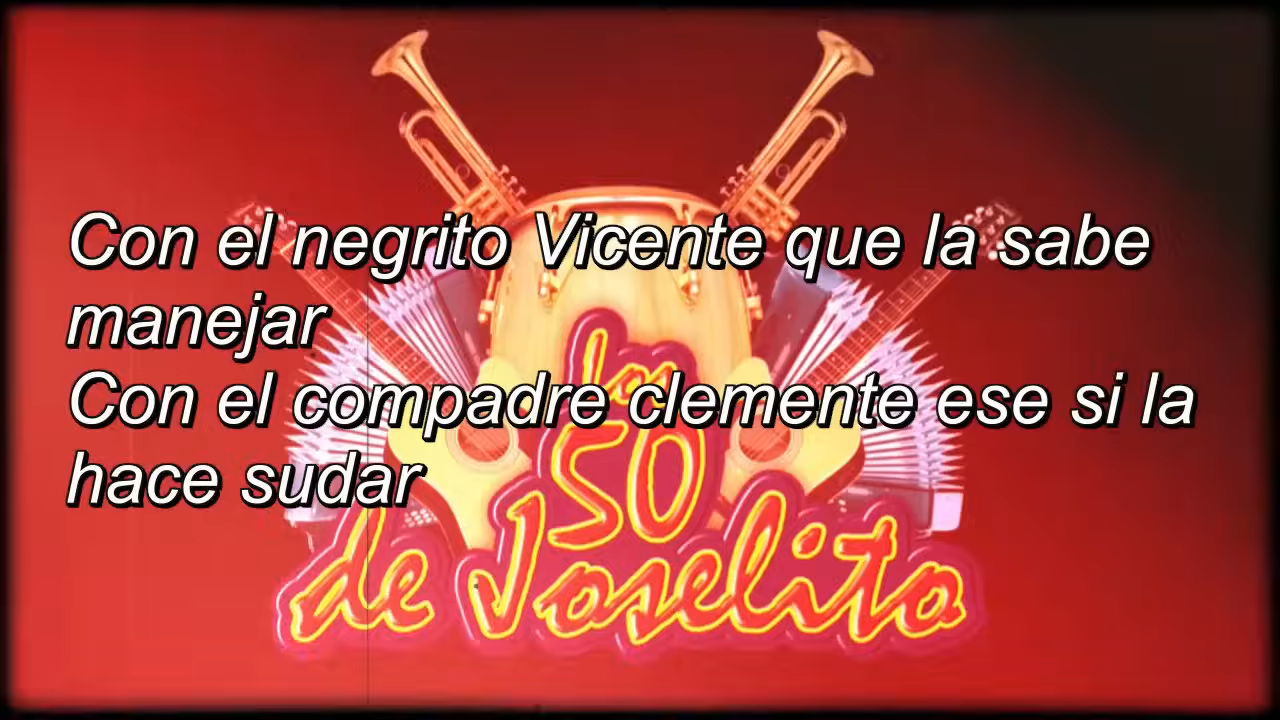 Con el negrito Vicente que la sabe
manejar
Con el compadre clemente ese si la
hace sudar
Los
50
de Joselito